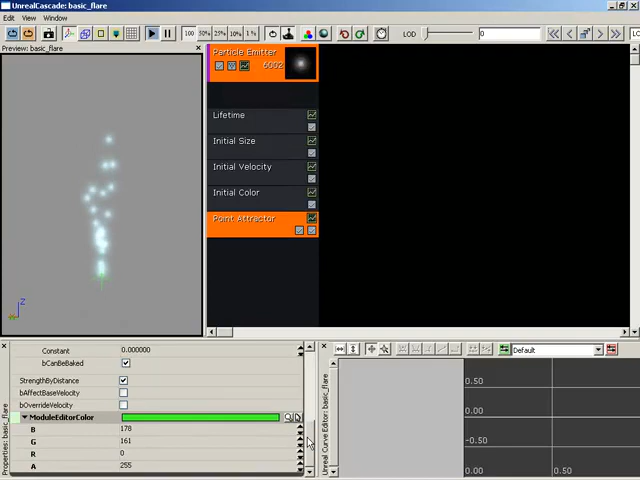 UnrealCascade: basic_flare
Edit View Window
100 50% 25% 10% 1% LOD 0 LO
Preview: basic_flare
Particle Emitter
6002
Lifetime
Initial Size
Initial Velocity
Initial Color
Point Attractor
Z
Constant 0.000000
bCanBeBaked
StrengthByDistance
bAffectBaseVelocity
bOverrideVelocity
ModuleEditorColor
B 178
G 161
R 0
A 255
Properties: basic_flare
Unreal Curve Editor: basic_flare
Default
0.50
0.00
-0.50
0.00 0.50